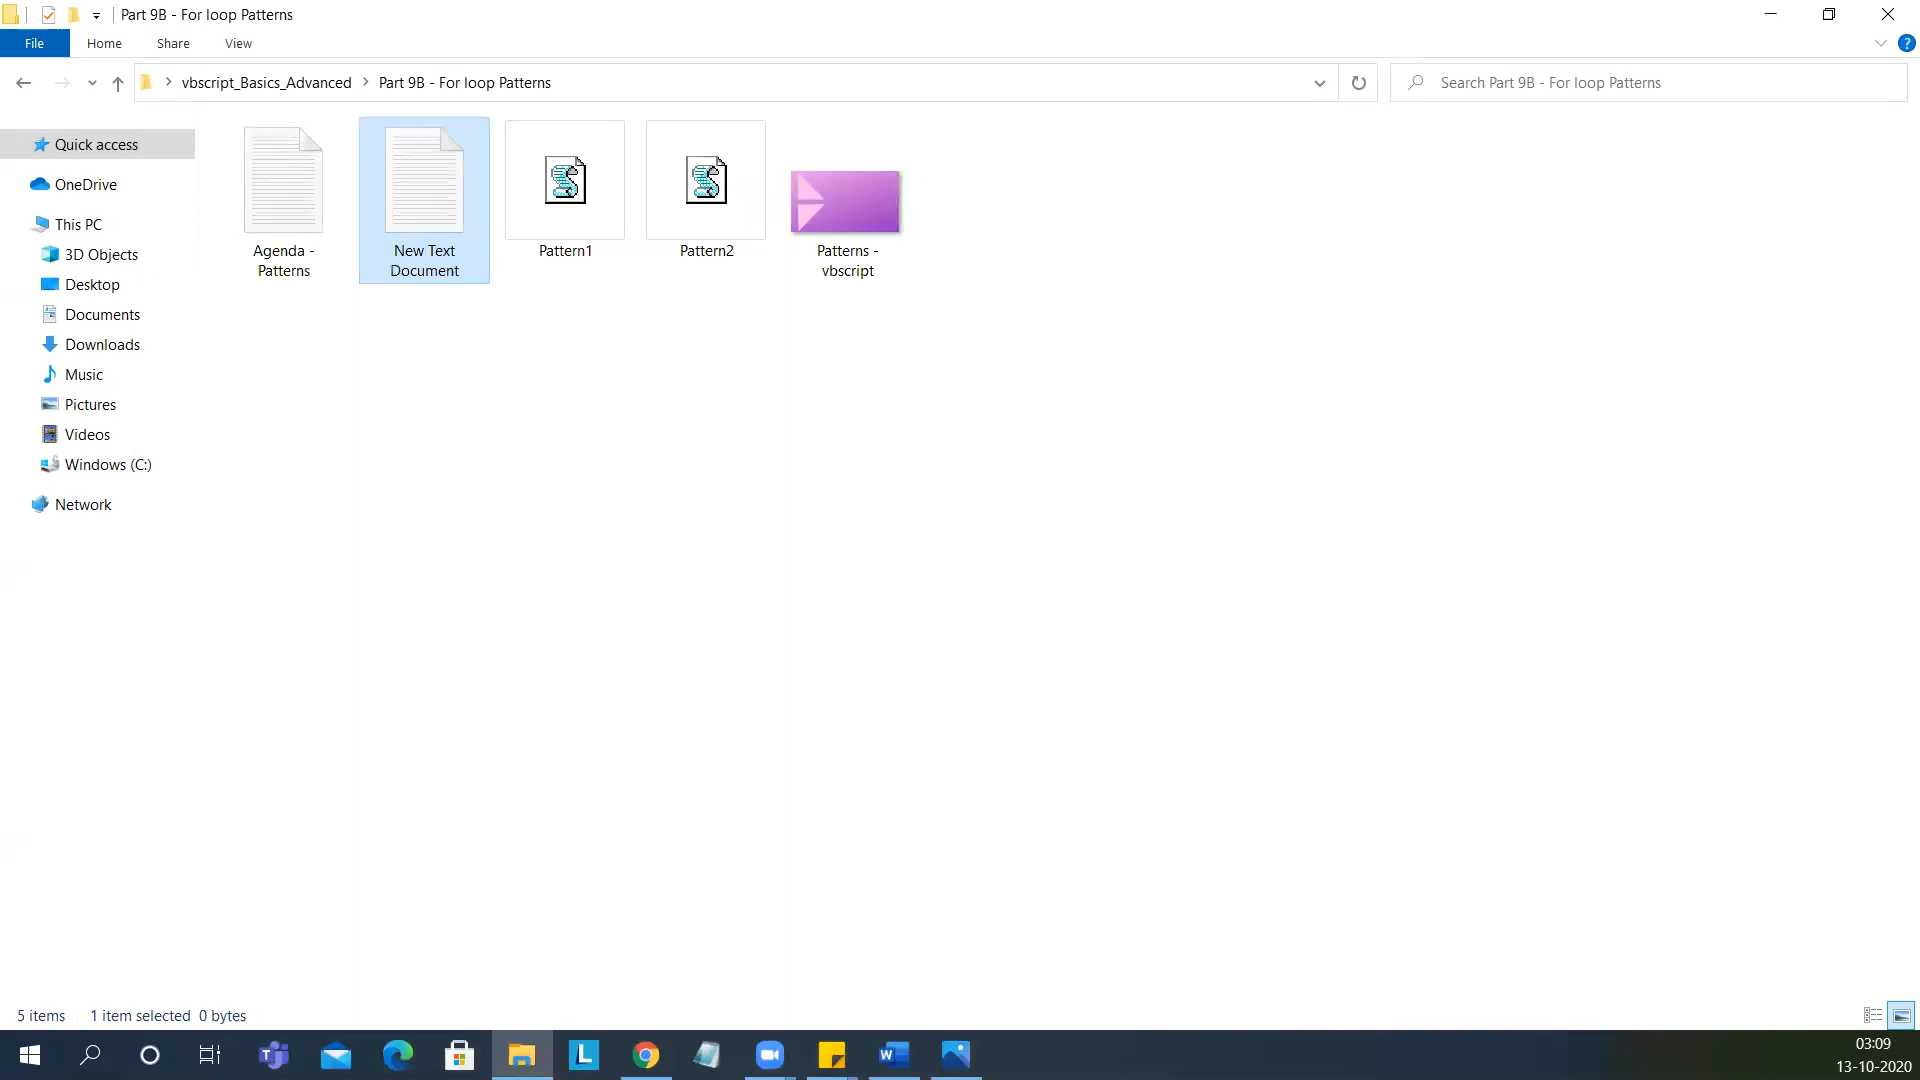 Part 9B - For loop Patterns
File Home Share View
?
vbscript_Basics_Advanced Part 9B - For loop Patterns
Search Part 9B - For loop Patterns
Quick access
OneDrive
This PC
3D Objects
Desktop
Documents
Downloads
Music
Pictures
Videos
Windows (C:)
Network
Agenda -
Patterns
New Text
Document
Pattern1
Pattern2
Patterns -
vbscript
5 items 1 item selected 0 bytes
T
L
W
03:09
13-10-2020